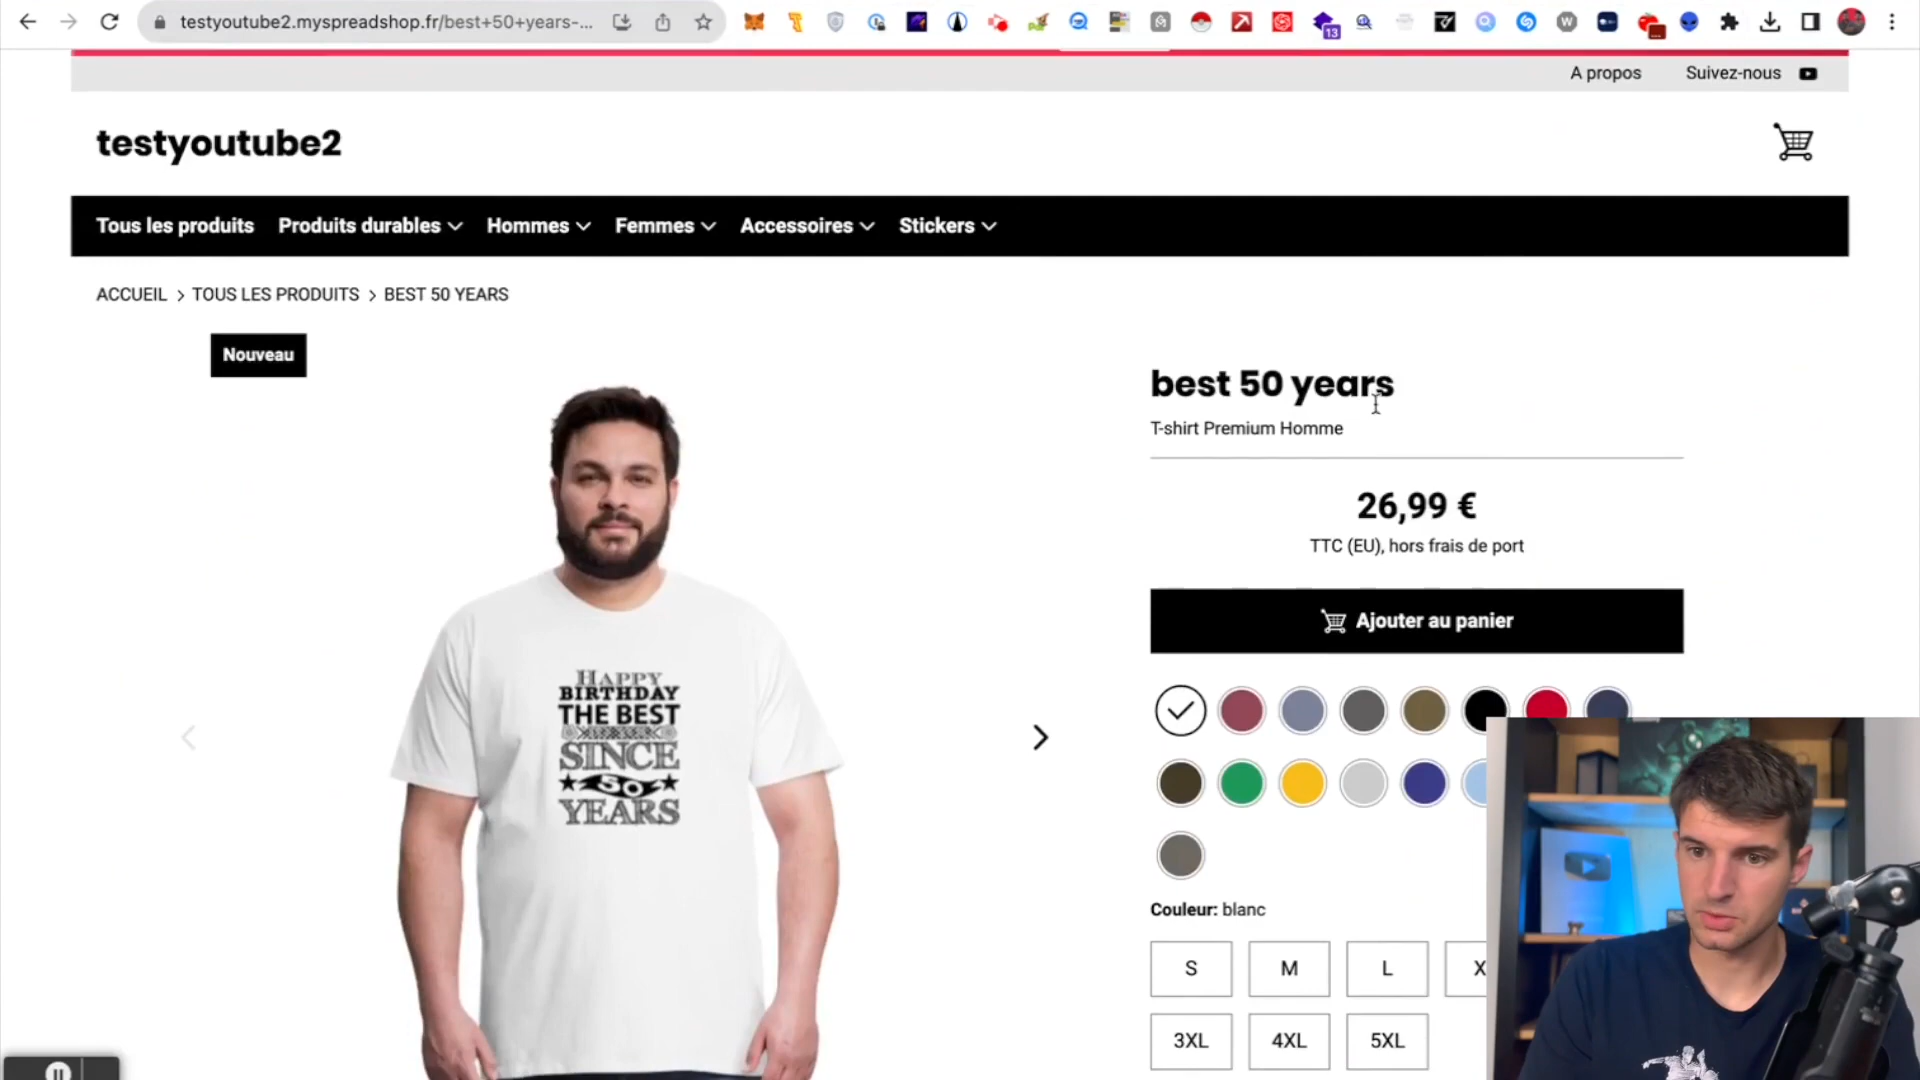 testyoutube2.myspreadshop.fr/best+50+years-...
13
A propos
Suivez-nous
testyoutube2
Tous les produits
Produits durables
Hommes
Femmes
Accessoires
Stickers
ACCUEIL > TOUS LES PRODUITS > BEST 50 YEARS
Nouveau
best 50 years
T-shirt Premium Homme
26,99 €
TTC (EU), hors frais de port
Ajouter au panier
HAPPY
BIRTHDAY
THE BEST
SINCE
50
YEARS
Couleur: blanc
S
M
L
X
3XL
4XL
5XL